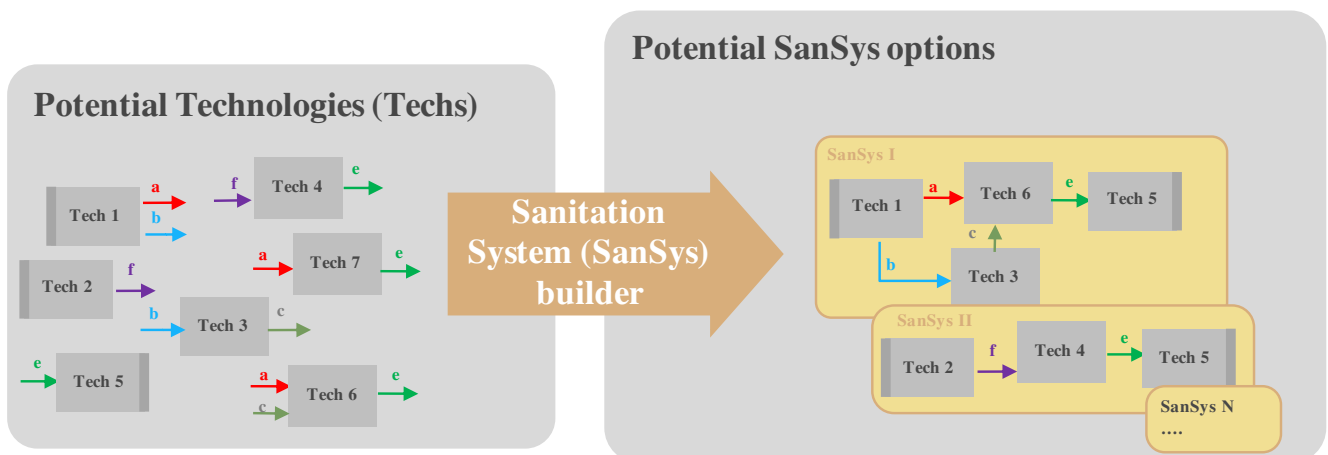 Potential Technologies (Techs)
Tech 1
a
b
f
Tech 4
e
Tech 2
f
a
Tech 7
e
b
Tech 3
c
e
Tech 5
a
c
Tech 6
e
Sanitation
System (SanSys)
builder
Potential SanSys options
SanSys I
Tech 1
a
Tech 6
e
Tech 5
c
b
Tech 3
SanSys II
Tech 2
f
Tech 4
e
Tech 5
SanSys N
....